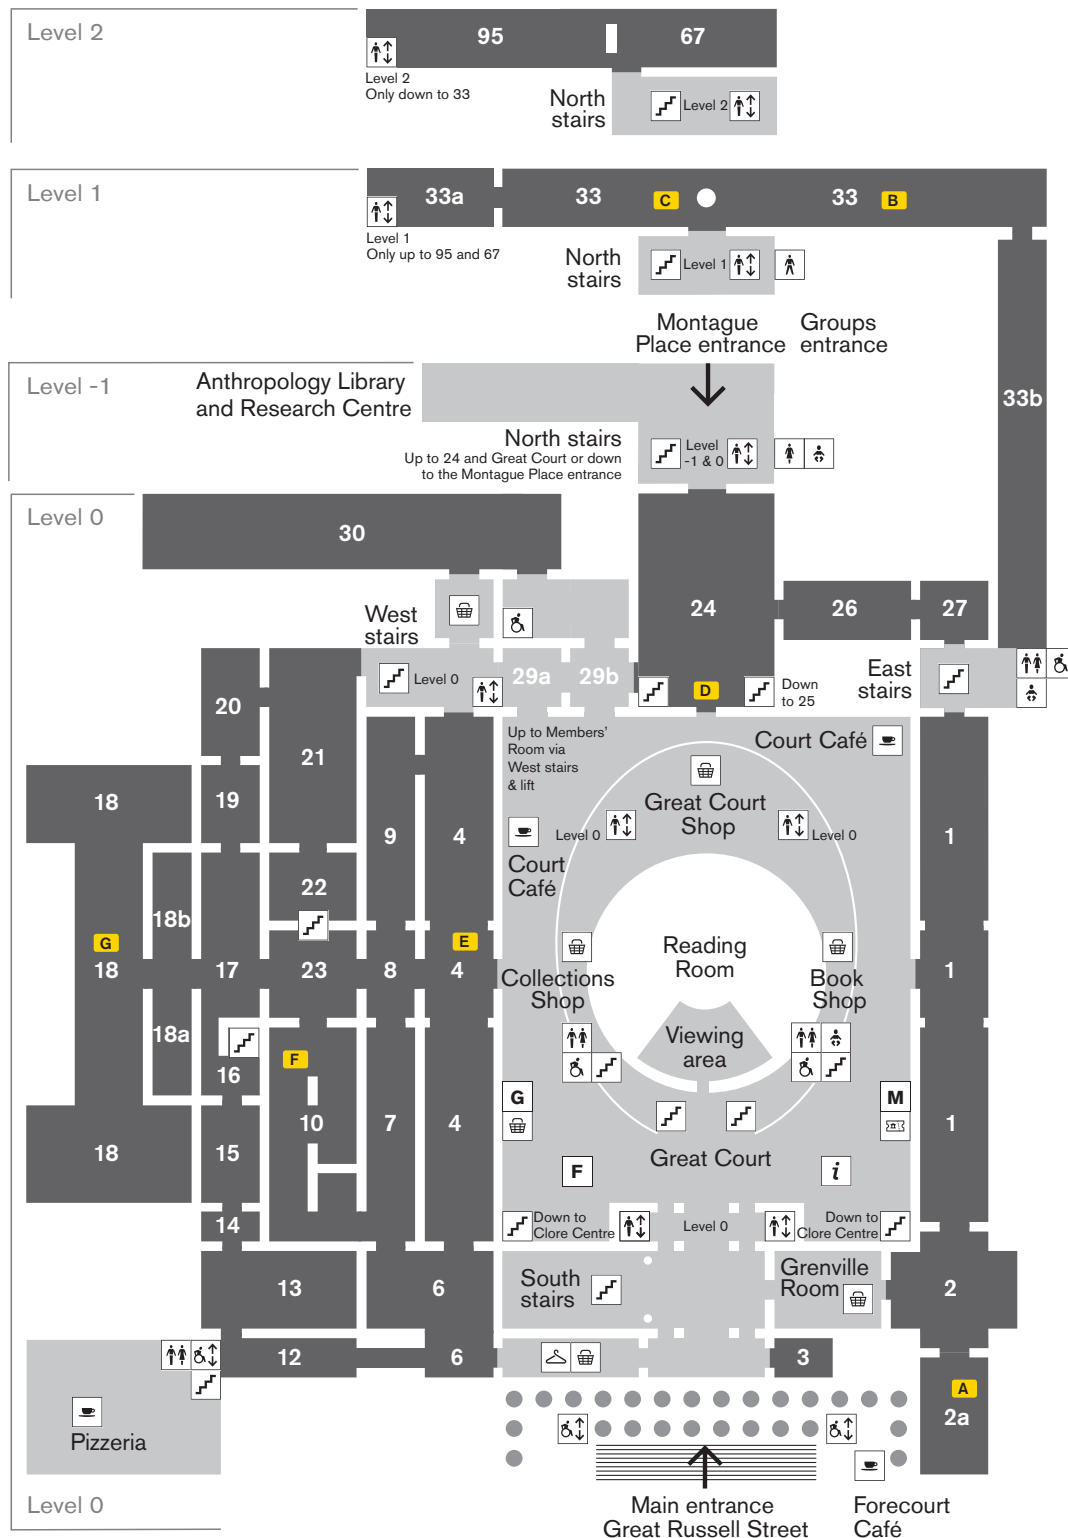 Level 2
95
67
Level 2
Only down to 33
North
stairs
Level 2
Level 1
33a
33
C
33
B
Level 1
Only up to 95 and 67
North
stairs
Level 1
Montague
Place entrance
Groups
entrance
Level -1
Anthropology Library
and Research Centre
33b
North stairs
Up to 24 and Great Court or down
to the Montague Place entrance
Level
-1 & 0
Level 0
30
24
26
27
West
stairs
Level 0
29a
29b
D
Down
to 25
East
stairs
20
21
Up to Members’
Room via
West stairs
& lift
Court Café
18
19
9
4
Great Court
Shop
Level 0
Level 0
1
Court
Café
22
18b
G
18
17
23
8
E
4
Reading
Room
Collections
Shop
Book
Shop
1
18a
16
F
Viewing
area
G
M
18
15
10
7
4
1
Great Court
F
i
14
Down to
Clore Centre
Level 0
Down to
Clore Centre
13
6
South
stairs
Grenville
Room
2
12
6
3
A
2a
Pizzeria
Main entrance
Great Russell Street
Forecourt
Café
Level 0